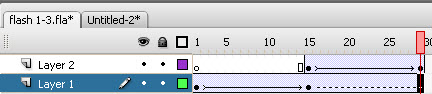 flash 1-3.fla* Untitled-2*
1 5 10 15 20 25 30
Layer 2
Layer 1